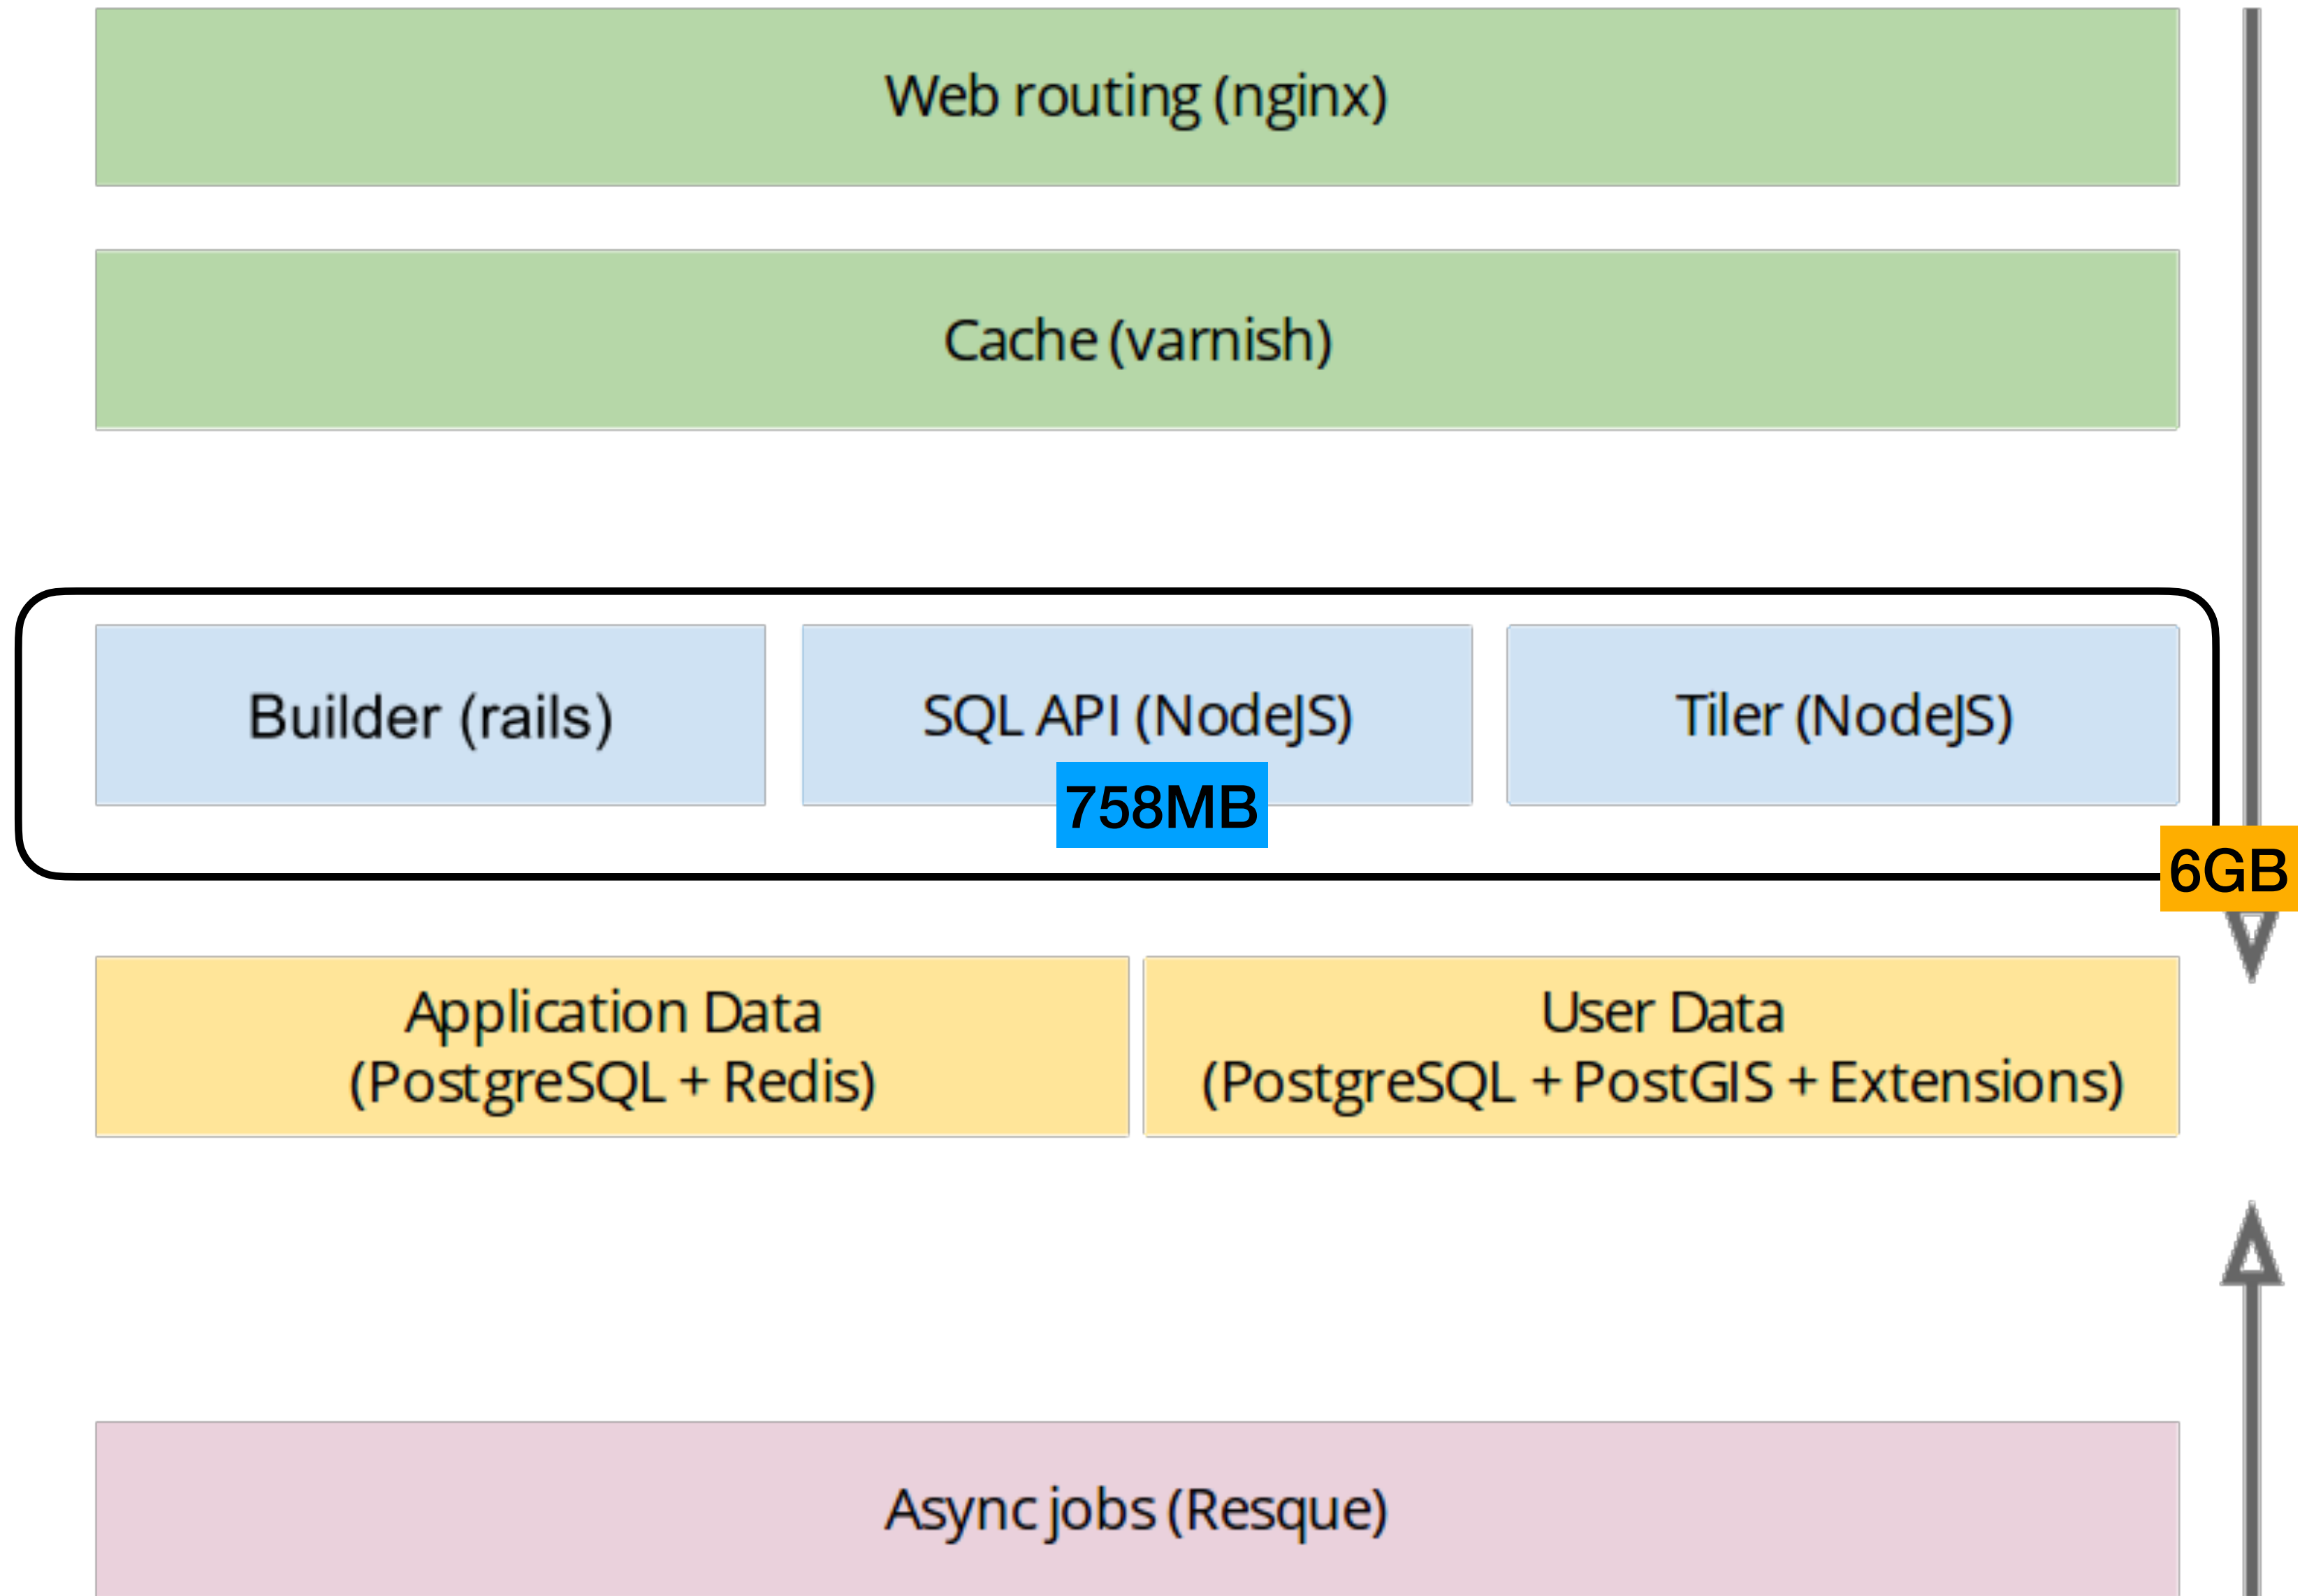 Web routing (nginx)
Cache (varnish)
Builder (rails)
SQL API (NodeJS)
Tiler (NodeJS)
758MB
6GB
Application Data
(PostgreSQL + Redis)
User Data
(PostgreSQL + PostGIS + Extensions)
Async jobs (Resque)